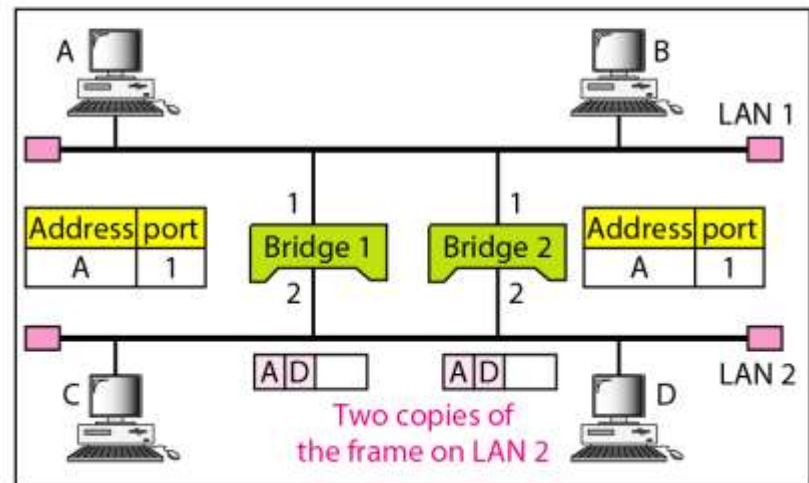 A
B
LAN 1
1
1
Address port
A 1
Bridge 1
Bridge 2
Address port
A 1
2
2
C
A D
A D
D
LAN 2
Two copies of
the frame on LAN 2